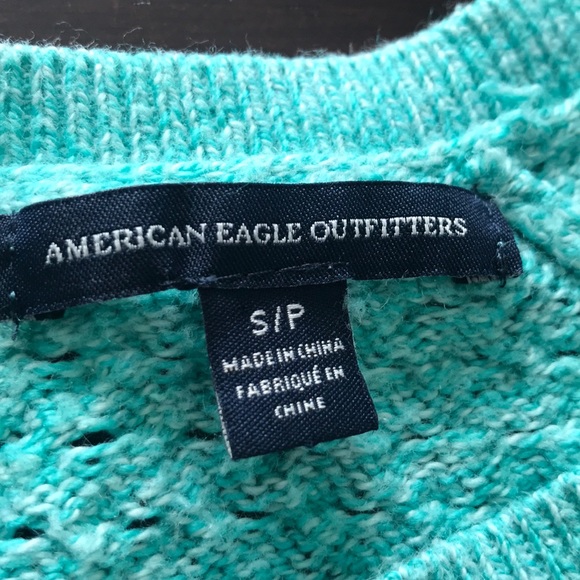 AMERICAN EAGLE OUTFITTERS
S/P
MADE IN CHINA
FABRIQUÉ EN
CHINE